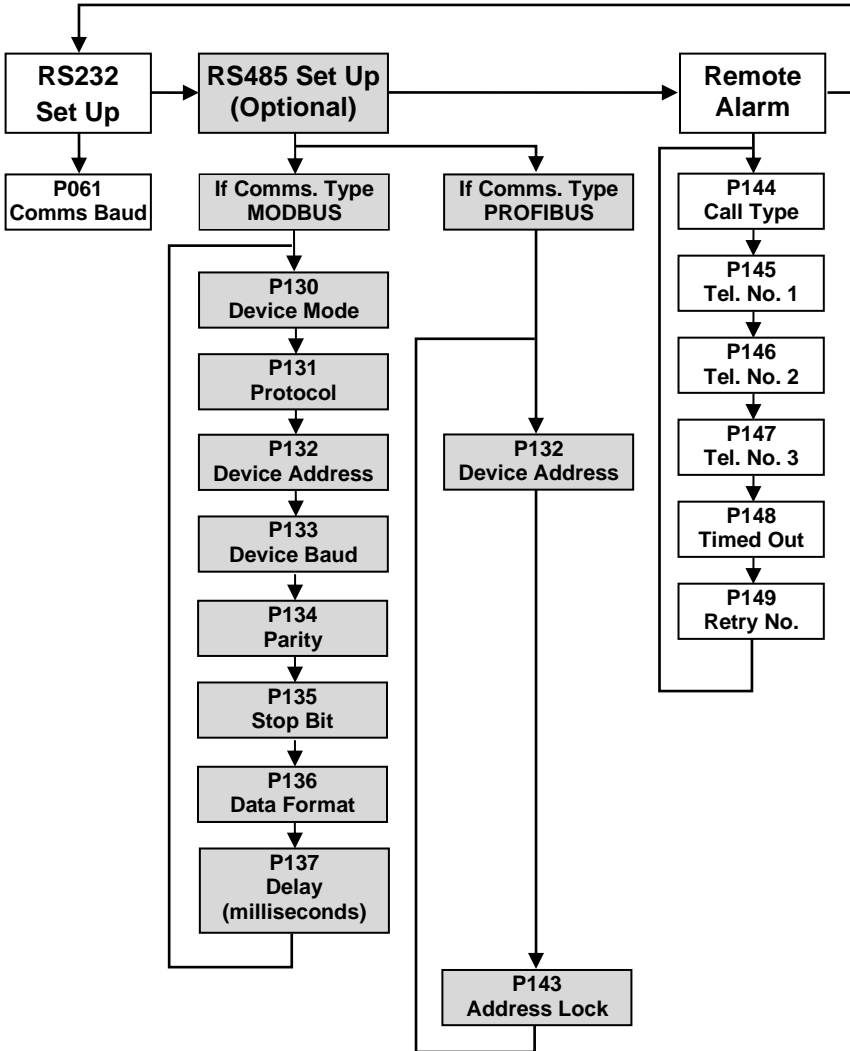 RS232
Set Up
RS485 Set Up
(Optional)
Remote
Alarm
P061
Comms Baud
If Comms. Type
MODBUS
If Comms. Type
PROFIBUS
P130
Device Mode
P131
Protocol
P132
Device Address
P133
Device Baud
P134
Parity
P135
Stop Bit
P136
Data Format
P137
Delay
(milliseconds)
P132
Device Address
P143
Address Lock
P144
Call Type
P145
Tel. No. 1
P146
Tel. No. 2
P147
Tel. No. 3
P148
Timed Out
P149
Retry No.